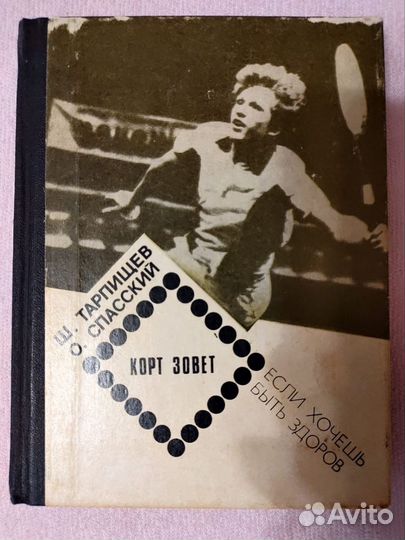 Ш. ТАРПИЩЕВ
О. СПАССКИЙ
КОРТ ЗОВЕТ
ЕСЛИ ХОЧЕШЬ
БЫТЬ ЗДОРОВ
Avito